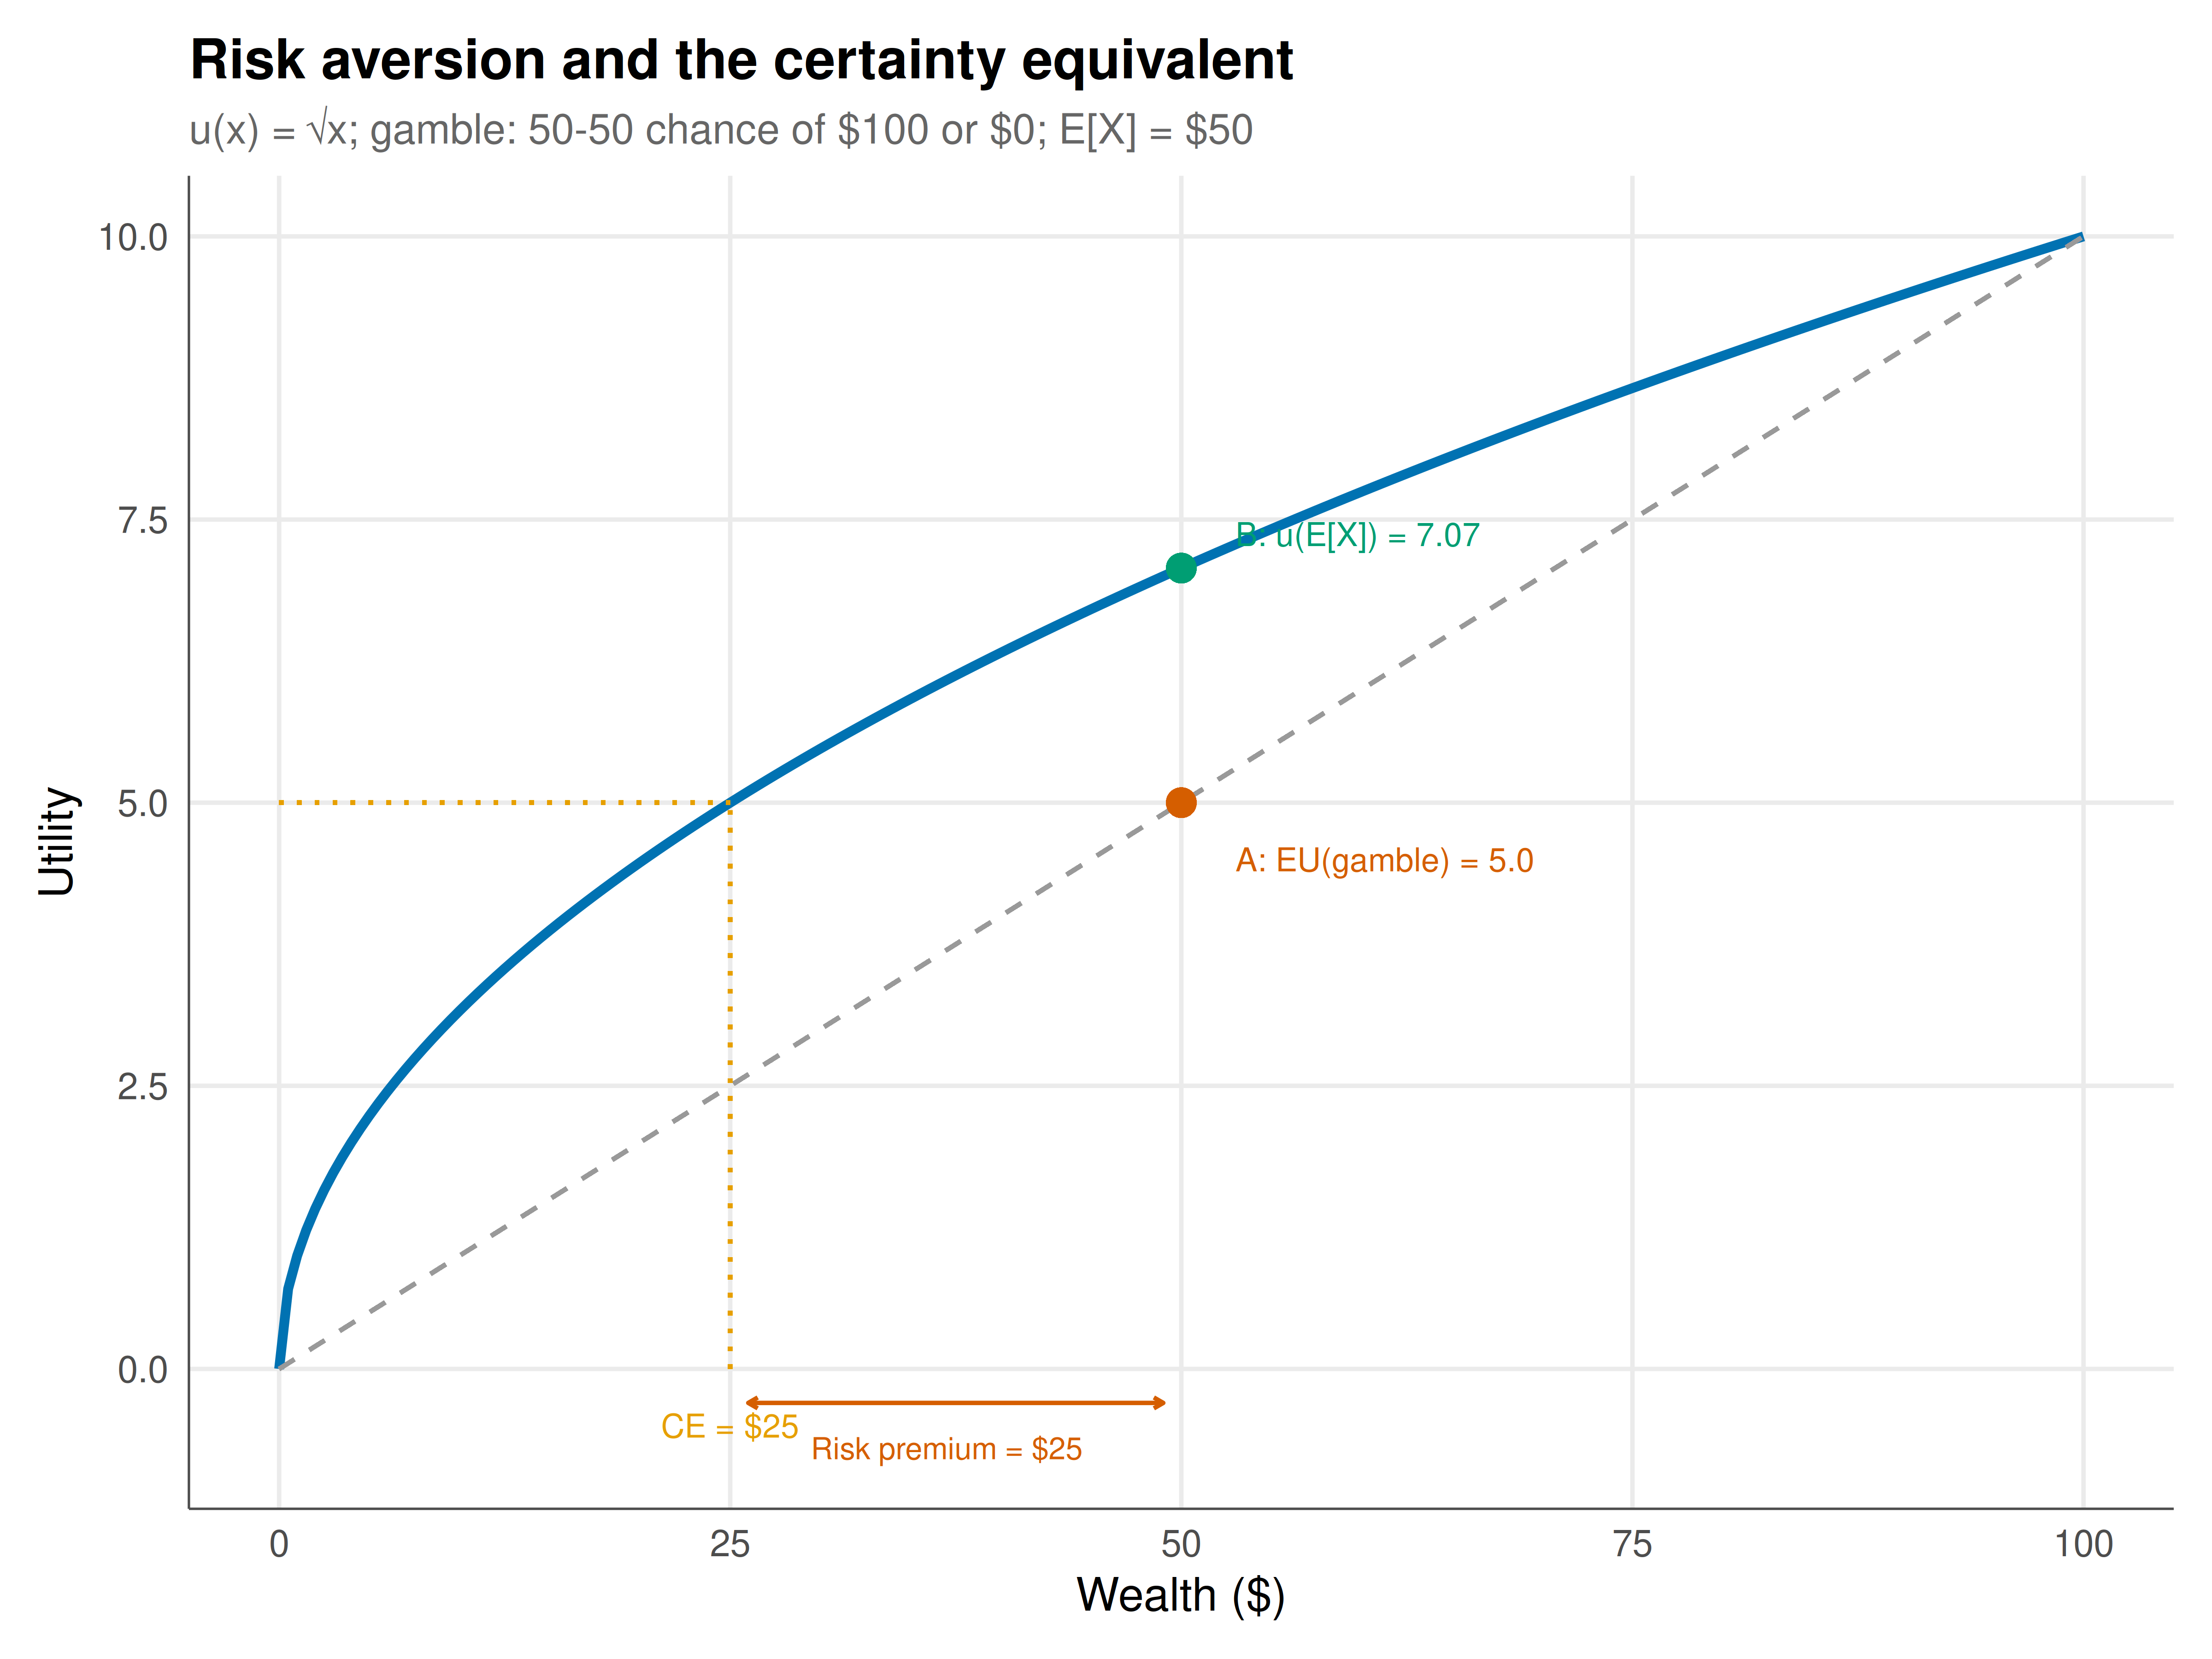 Risk aversion and the certainty equivalent
u(x) = √x; gamble: 50-50 chance of $100 or $0; E[X] = $50
10.0
7.5
5.0
2.5
0.0
Utility
B: u(E[X]) = 7.07
A: EU(gamble) = 5.0
CE = $25
Risk premium = $25
0 25 50 75 100
Wealth ($)